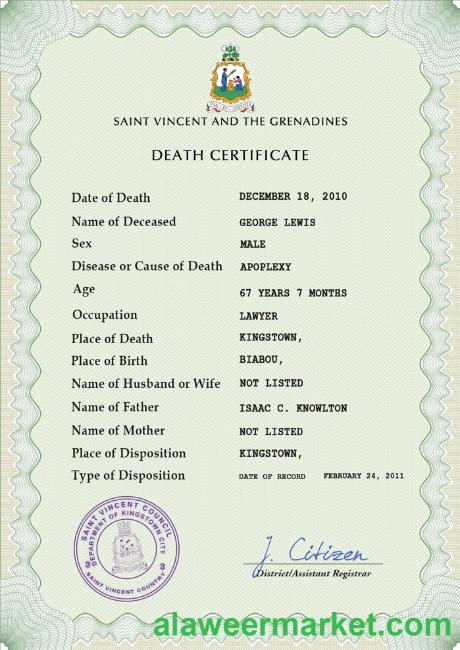 SAINT VINCENT AND THE GRENADINES
DEATH CERTIFICATE
Date of Death DECEMBER 18, 2010
Name of Deceased GEORGE LEWIS
Sex MALE
Disease or Cause of Death APOPLEXY
Age 67 YEARS 7 MONTHS
Occupation LAWYER
Place of Death KINGSTOWN,
Place of Birth BIABOU,
Name of Husband or Wife NOT LISTED
Name of Father ISAAC C. KNOWLTON
Name of Mother NOT LISTED
Place of Disposition KINGSTOWN,
Type of Disposition DATE OF RECORD FEBRUARY 24, 2011
SAINT VINCENT COUNCIL
DEPARTMENT OF KINGSTOWN CITY
SAINT VINCENT COUNTRY
J. Citizen
District/Assistant Registrar
alaweermarket.com